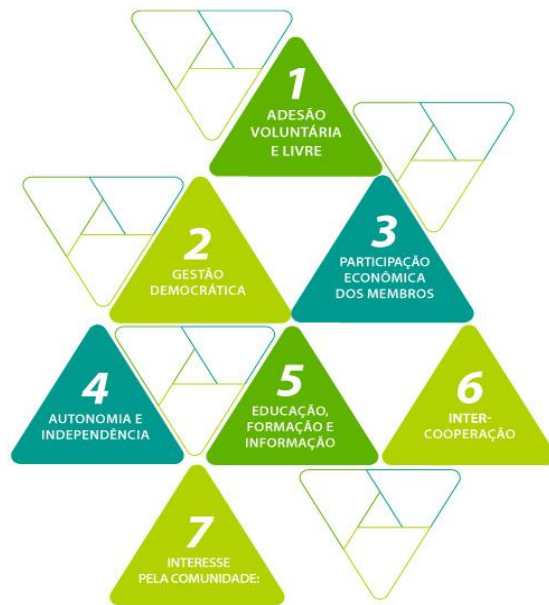 1
ADESÃO
VOLUNTÁRIA
E LIVRE
2
GESTÃO
DEMOCRÁTICA
3
PARTICIPAÇÃO
ECONÔMICA
DOS MEMBROS
4
AUTONOMIA E
INDEPENDÊNCIA
5
EDUCAÇÃO,
FORMAÇÃO E
INFORMAÇÃO
6
INTER-
COOPERAÇÃO
7
INTERESSE
PELA COMUNIDADE: